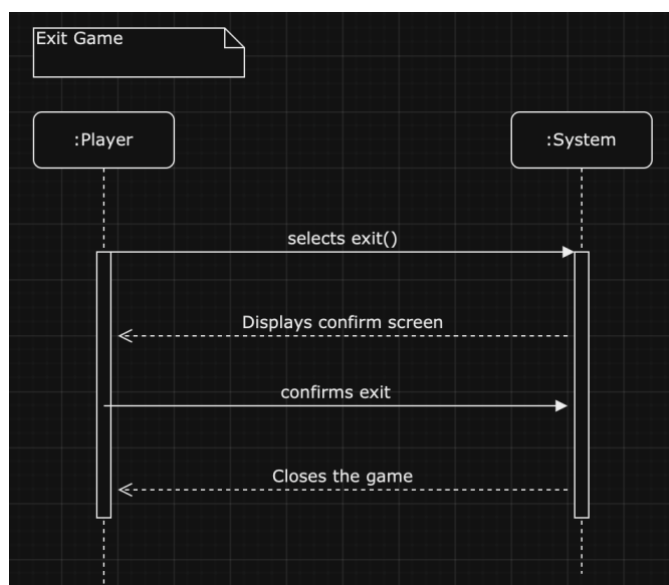 Exit Game
:Player
:System
selects exit()
Displays confirm screen
confirms exit
Closes the game